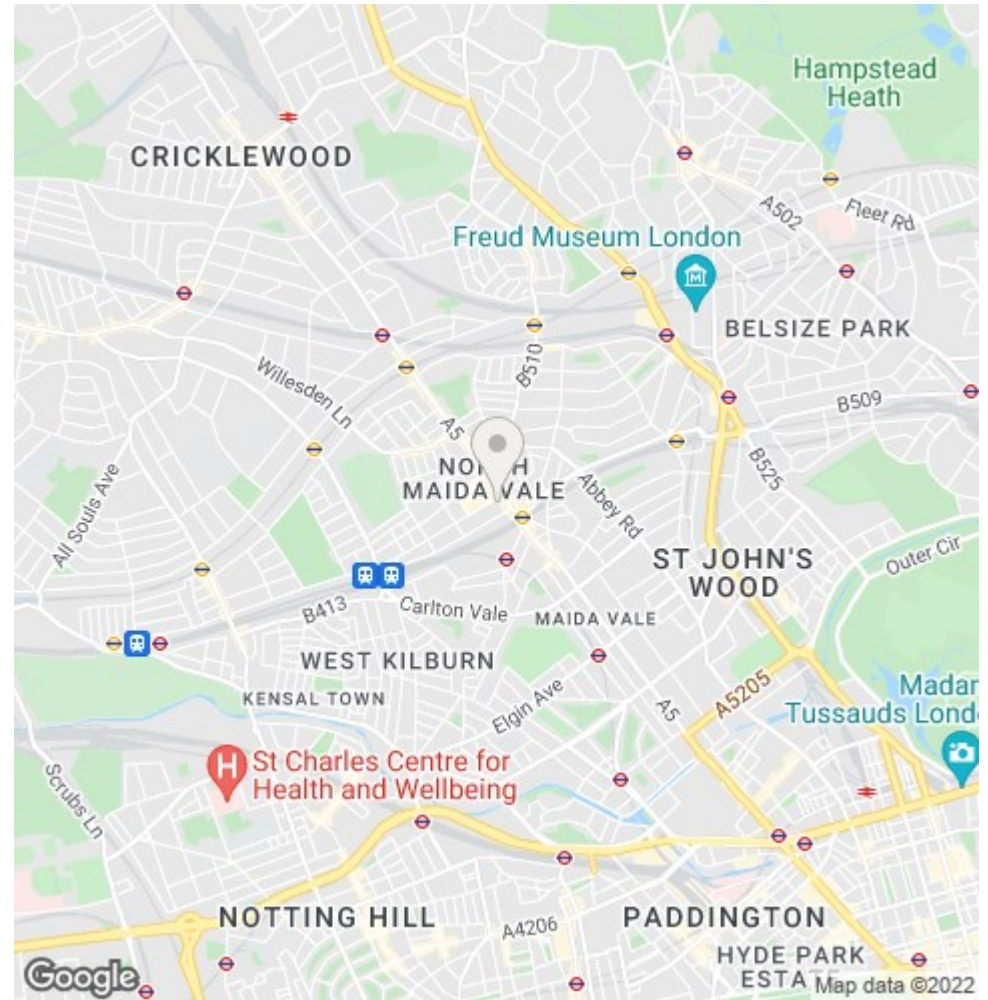 Hampstead
Heath
CRICKLEWOOD
A502
Fleet Rd
Freud Museum London
M
BELSIZE PARK
B510
Willesden Ln
B509
A5
B525
NO H
MAIDA VALE
Abbey Rd
All Souls Ave
Outer Cir
ST JOHN'S
WOOD
B413
Carlton Vale
MAIDA VALE
WEST KILBURN
KENSAL TOWN
Elgin Ave
A5
A5205
Madam
Tussauds Londo
H
St Charles Centre for
Health and Wellbeing
Scrubs Ln
NOTTING HILL
A4206
PADDINGTON
HYDE PARK
ESTATE
Google
Map data ©2022